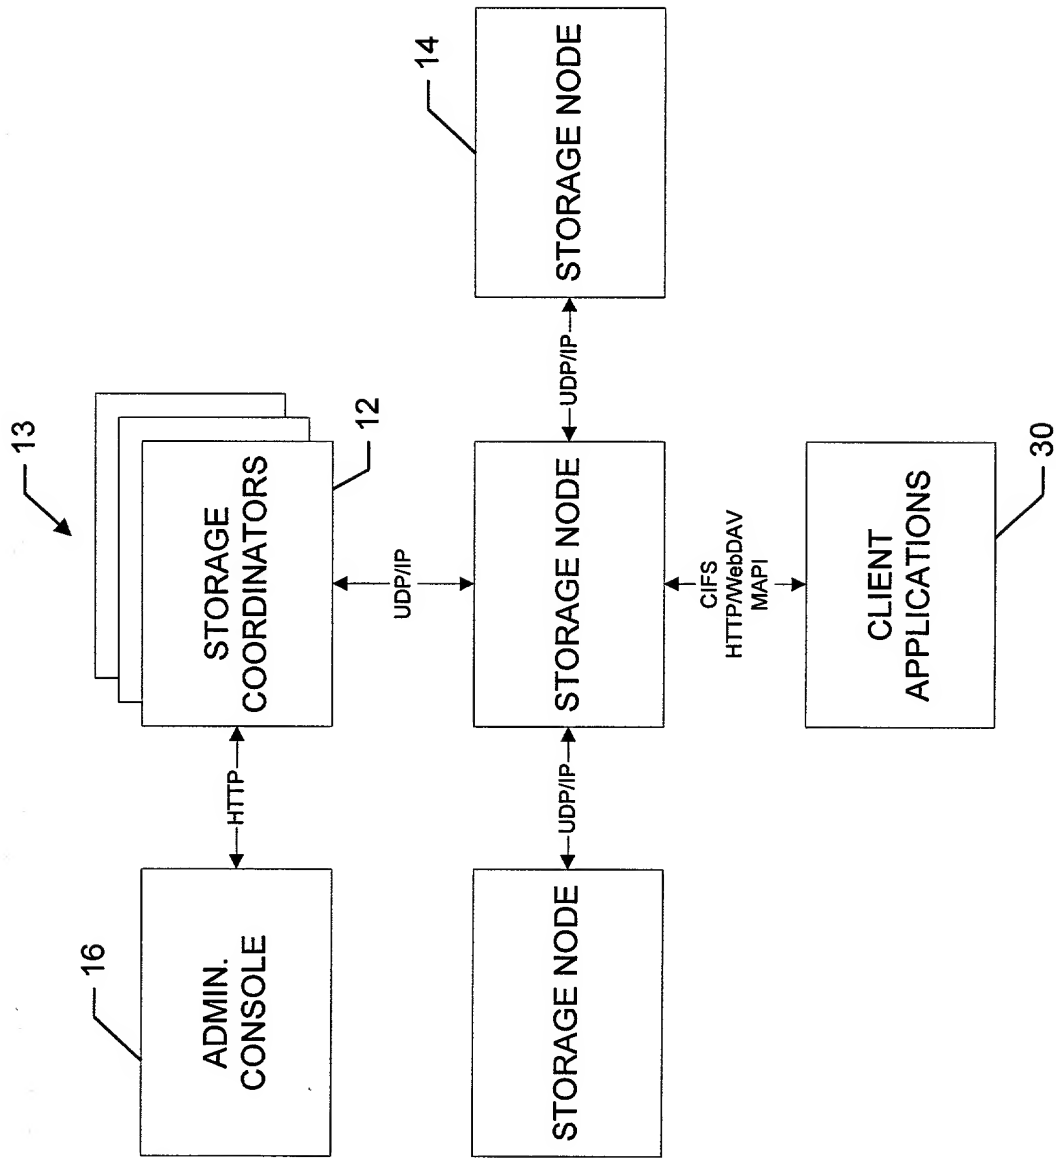 13
16
ADMIN.
CONSOLE
HTTP
STORAGE
COORDINATORS
12
UDP/IP
14
STORAGE NODE
UDP/IP
STORAGE NODE
UDP/IP
STORAGE NODE
CIFS
HTTP/WebDAV
MAPI
CLIENT
APPLICATIONS
30